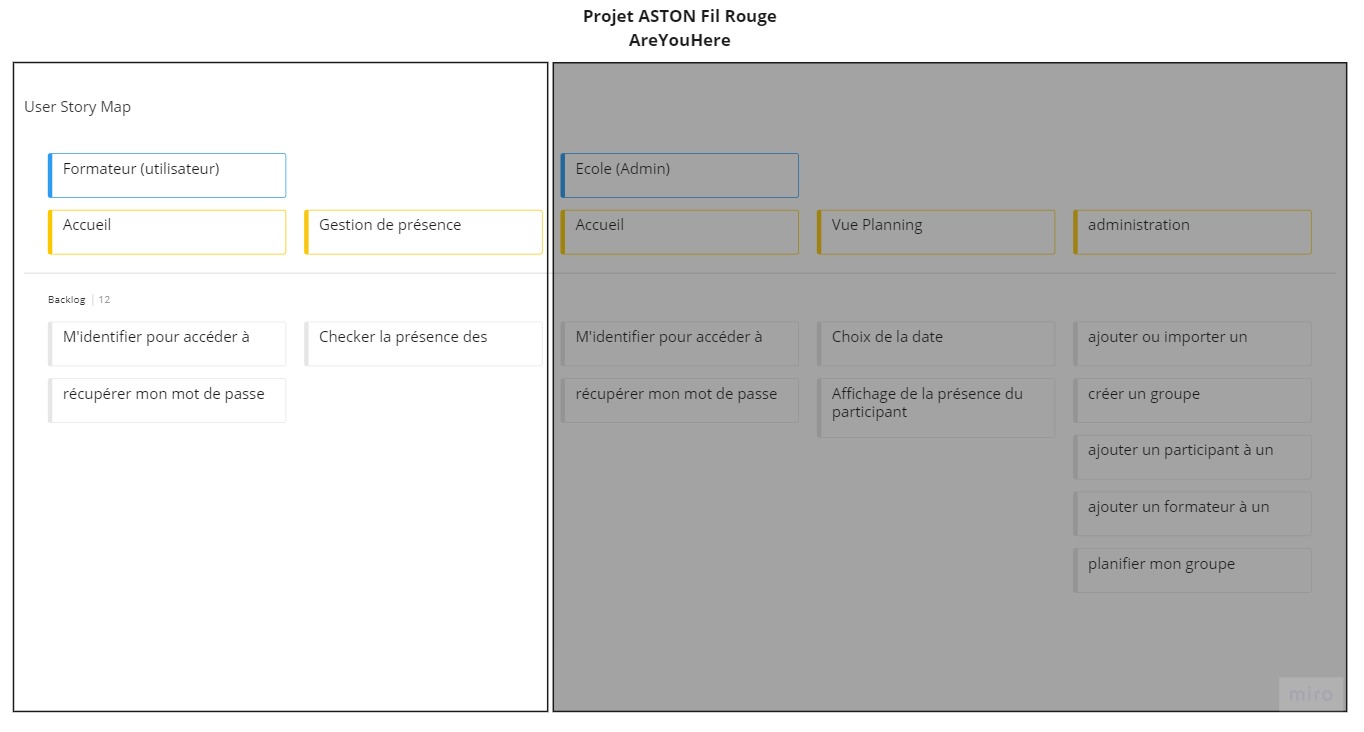 Projet ASTON Fil Rouge
AreYouHere
User Story Map
Formateur (utilisateur)
Ecole (Admin)
Accueil
Gestion de présence
Accueil
Vue Planning
administration
Backlog | 12
M'identifier pour accéder à
Checker la présence des
M'identifier pour accéder à
Choix de la date
ajouter ou importer un
récupérer mon mot de passe
récupérer mon mot de passe
Affichage de la présence du
participant
créer un groupe
ajouter un participant à un
ajouter un formateur à un
planifier mon groupe
miro